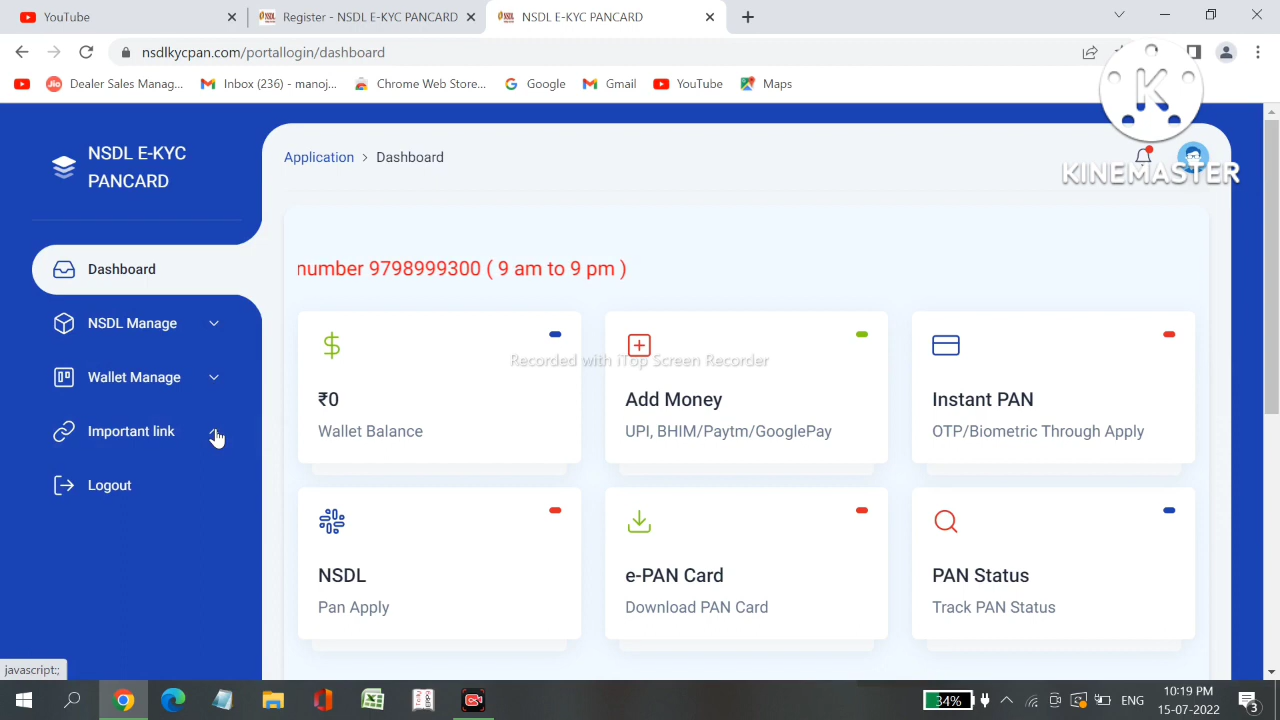 YouTube
Register - NSDL E-KYC PANCARD
NSDL E-KYC PANCARD
nsdlkycpan.com/portallogin/dashboard
Dealer Sales Manag...
Inbox (236) - manoj...
Chrome Web Store...
Google
Gmail
YouTube
Maps
K
KINEMASTER
NSDL E-KYC
PANCARD
Application > Dashboard
Dashboard
number 9798999300 ( 9 am to 9 pm )
NSDL Manage
Wallet Manage
Important link
Logout
Recorded with iTop Screen Recorder
₹0
Wallet Balance
Add Money
UPI, BHIM/Paytm/GooglePay
Instant PAN
OTP/Biometric Through Apply
NSDL
Pan Apply
e-PAN Card
Download PAN Card
PAN Status
Track PAN Status
javascript:;
34%
ENG
10:19 PM
15-07-2022
3